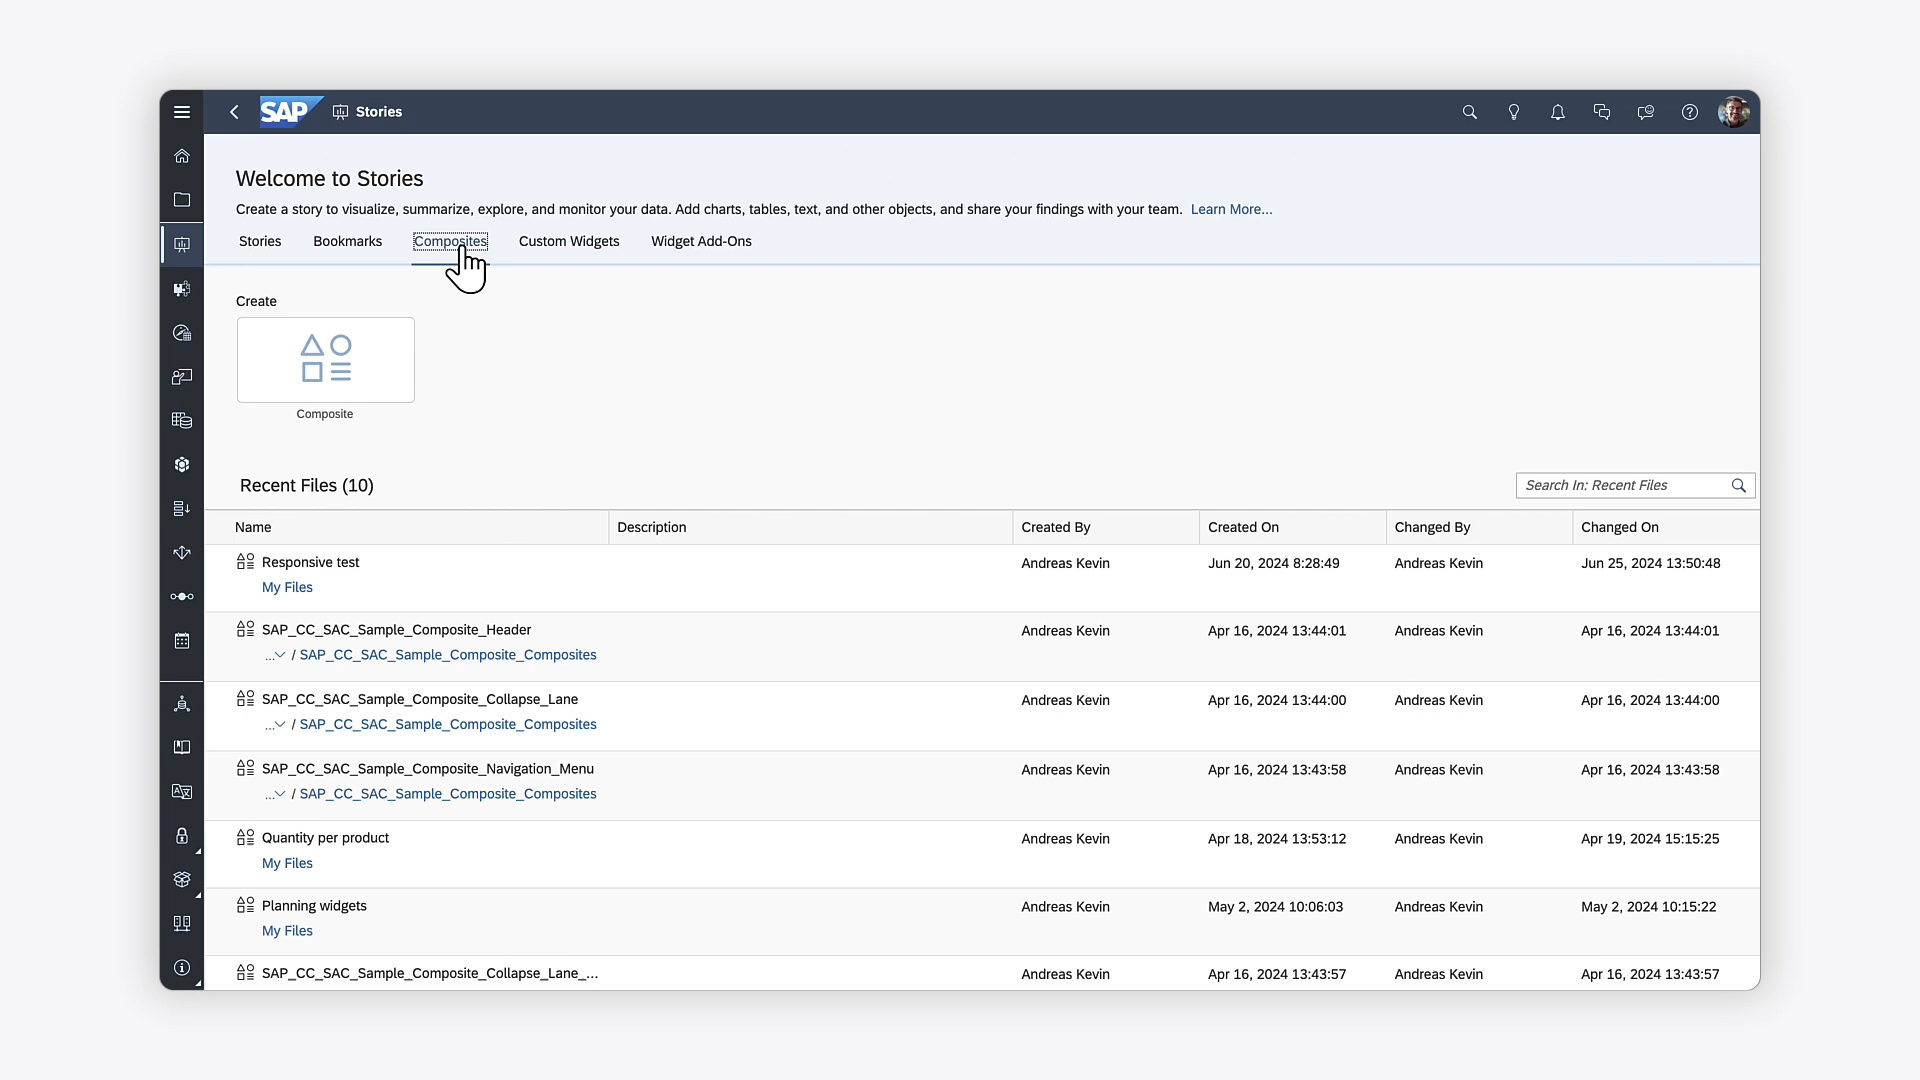 SAP Stories
Welcome to Stories
Create a story to visualize, summarize, explore, and monitor your data. Add charts, tables, text, and other objects, and share your findings with your team. Learn More...
Stories Bookmarks Composites Custom Widgets Widget Add-Ons
Create
Composite
Recent Files (10) Search In: Recent Files
Name Description Created By Created On Changed By Changed On
Responsive test Andreas Kevin Jun 20, 2024 8:28:49 Andreas Kevin Jun 25, 2024 13:50:48
My Files
SAP_CC_SAC_Sample_Composite_Header Andreas Kevin Apr 16, 2024 13:44:01 Andreas Kevin Apr 16, 2024 13:44:01
... / SAP_CC_SAC_Sample_Composite_Composites
SAP_CC_SAC_Sample_Composite_Collapse_Lane Andreas Kevin Apr 16, 2024 13:44:00 Andreas Kevin Apr 16, 2024 13:44:00
... / SAP_CC_SAC_Sample_Composite_Composites
SAP_CC_SAC_Sample_Composite_Navigation_Menu Andreas Kevin Apr 16, 2024 13:43:58 Andreas Kevin Apr 16, 2024 13:43:58
... / SAP_CC_SAC_Sample_Composite_Composites
Quantity per product Andreas Kevin Apr 18, 2024 13:53:12 Andreas Kevin Apr 19, 2024 15:15:25
My Files
Planning widgets Andreas Kevin May 2, 2024 10:06:03 Andreas Kevin May 2, 2024 10:15:22
My Files
SAP_CC_SAC_Sample_Composite_Collapse_Lane_... Andreas Kevin Apr 16, 2024 13:43:57 Andreas Kevin Apr 16, 2024 13:43:57